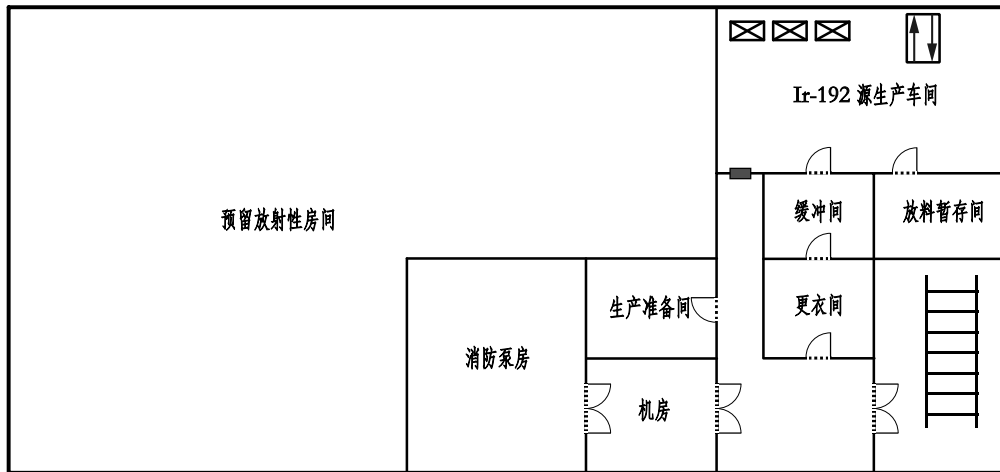 Ir-192 源生产车间
预留放射性房间
缓冲间
放料暂存间
生产准备间
更衣间
消防泵房
机房